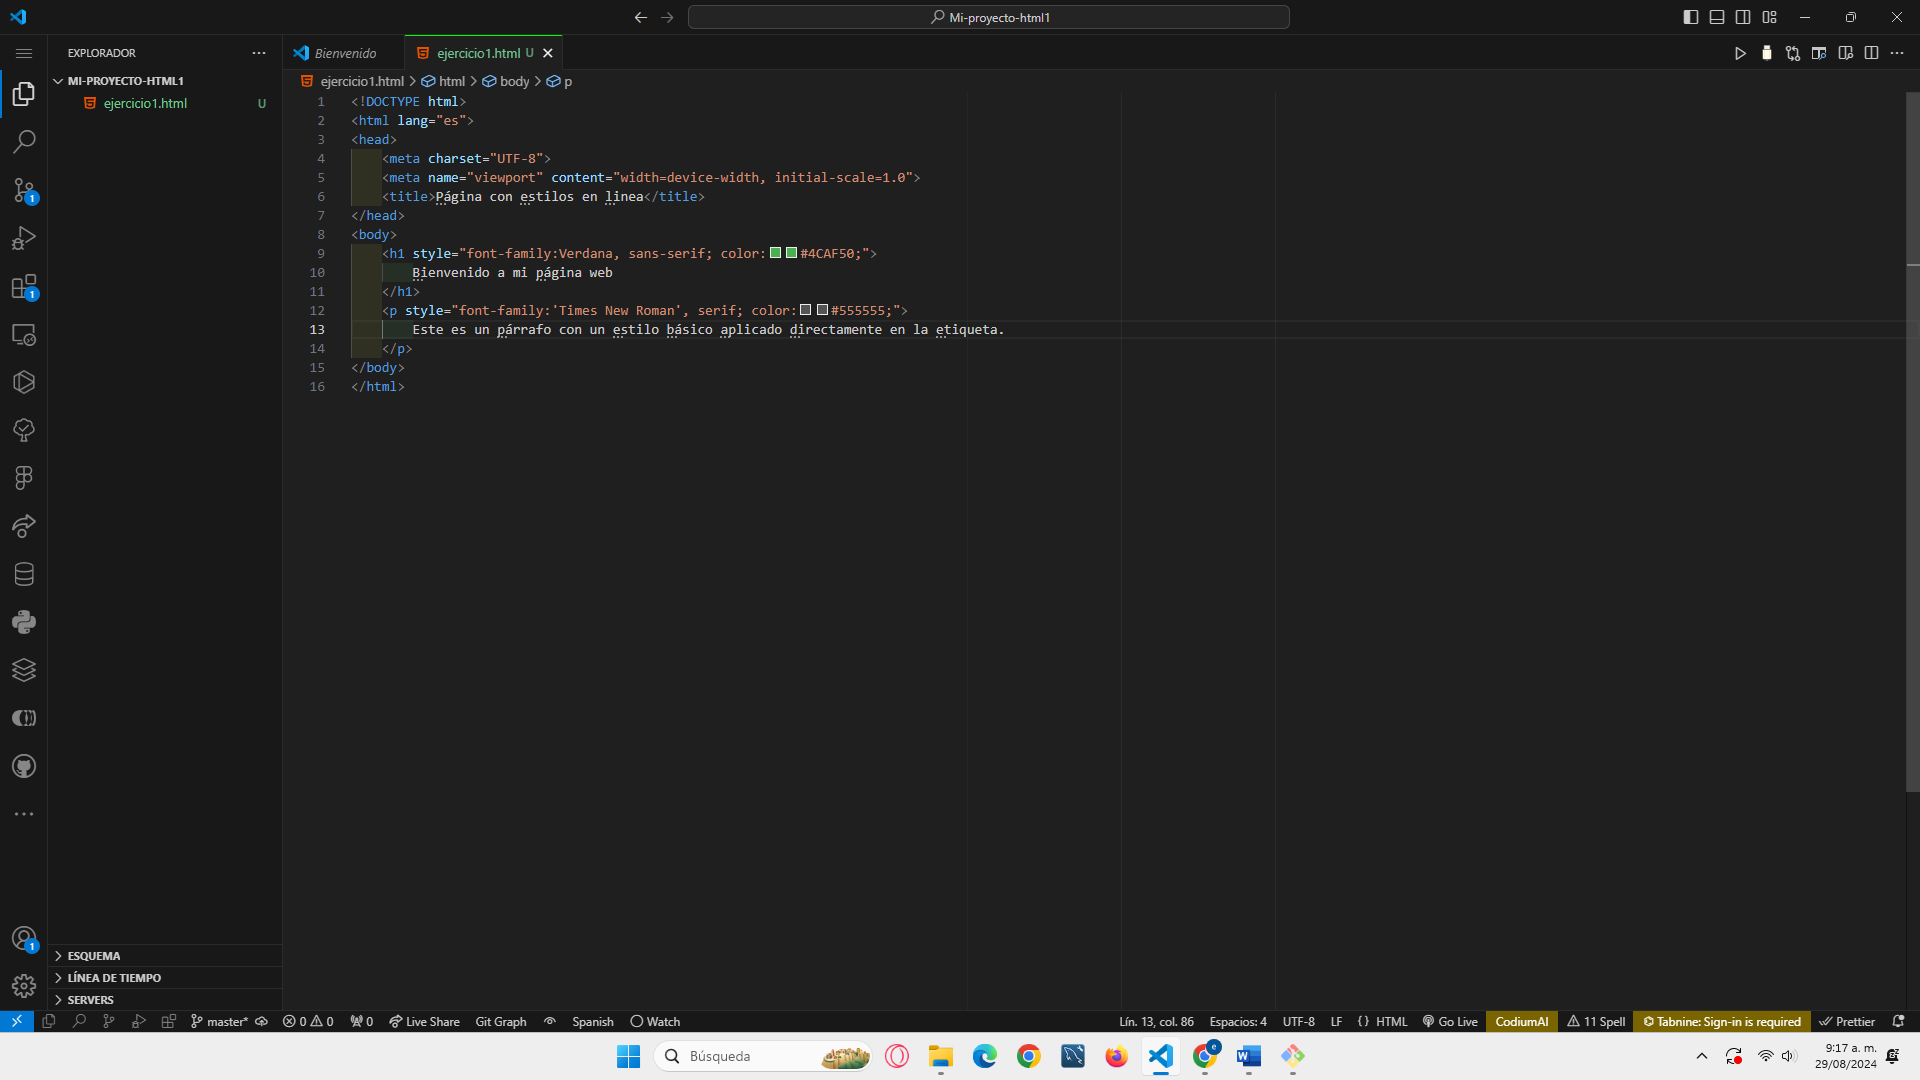 Mi-proyecto-html1
EXPLORADOR
Bienvenido
ejercicio1.html U
MI-PROYECTO-HTML1
ejercicio1.html U
ejercicio1.html > html > body > p
1 <!DOCTYPE html>
2 <html lang="es">
3 <head>
4 <meta charset="UTF-8">
5 <meta name="viewport" content="width=device-width, initial-scale=1.0">
6 <title>Página con estilos en linea</title>
7 </head>
8 <body>
9 <h1 style="font-family:Verdana, sans-serif; color:#4CAF50;">
10 Bienvenido a mi página web
11 </h1>
12 <p style="font-family:'Times New Roman', serif; color:#555555;">
13 Este es un párrafo con un estilo básico aplicado directamente en la etiqueta.
14 </p>
15 </body>
16 </html>
1
1
1
ESQUEMA
LÍNEA DE TIEMPO
SERVERS
master* 0 0 0 Live Share Git Graph Spanish Watch Lín. 13, col. 86 Espacios: 4 UTF-8 LF {} HTML Go Live CodiumAI 11 Spell Tabnine: Sign-in is required Prettier
Búsqueda
9:17 a. m.
29/08/2024